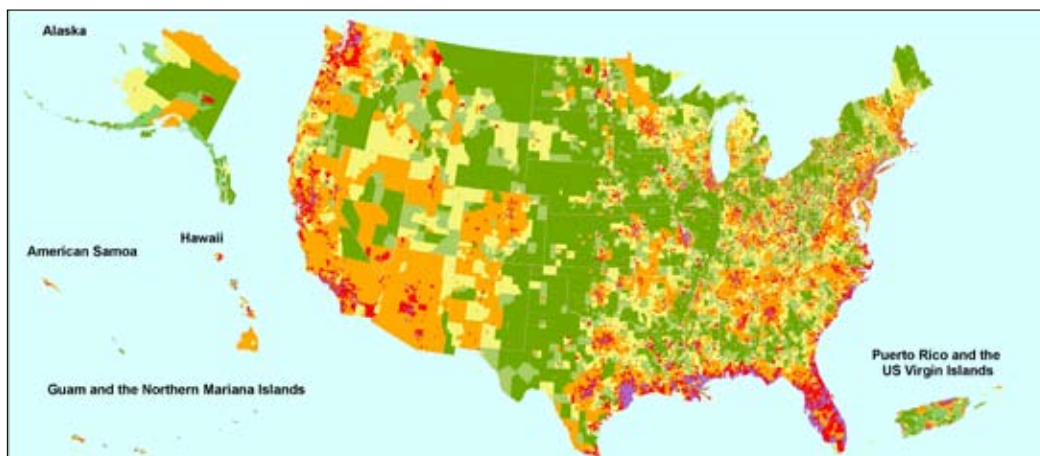 Alaska
Hawaii
American Samoa
Guam and the Northern Mariana Islands
Puerto Rico and the
US Virgin Islands